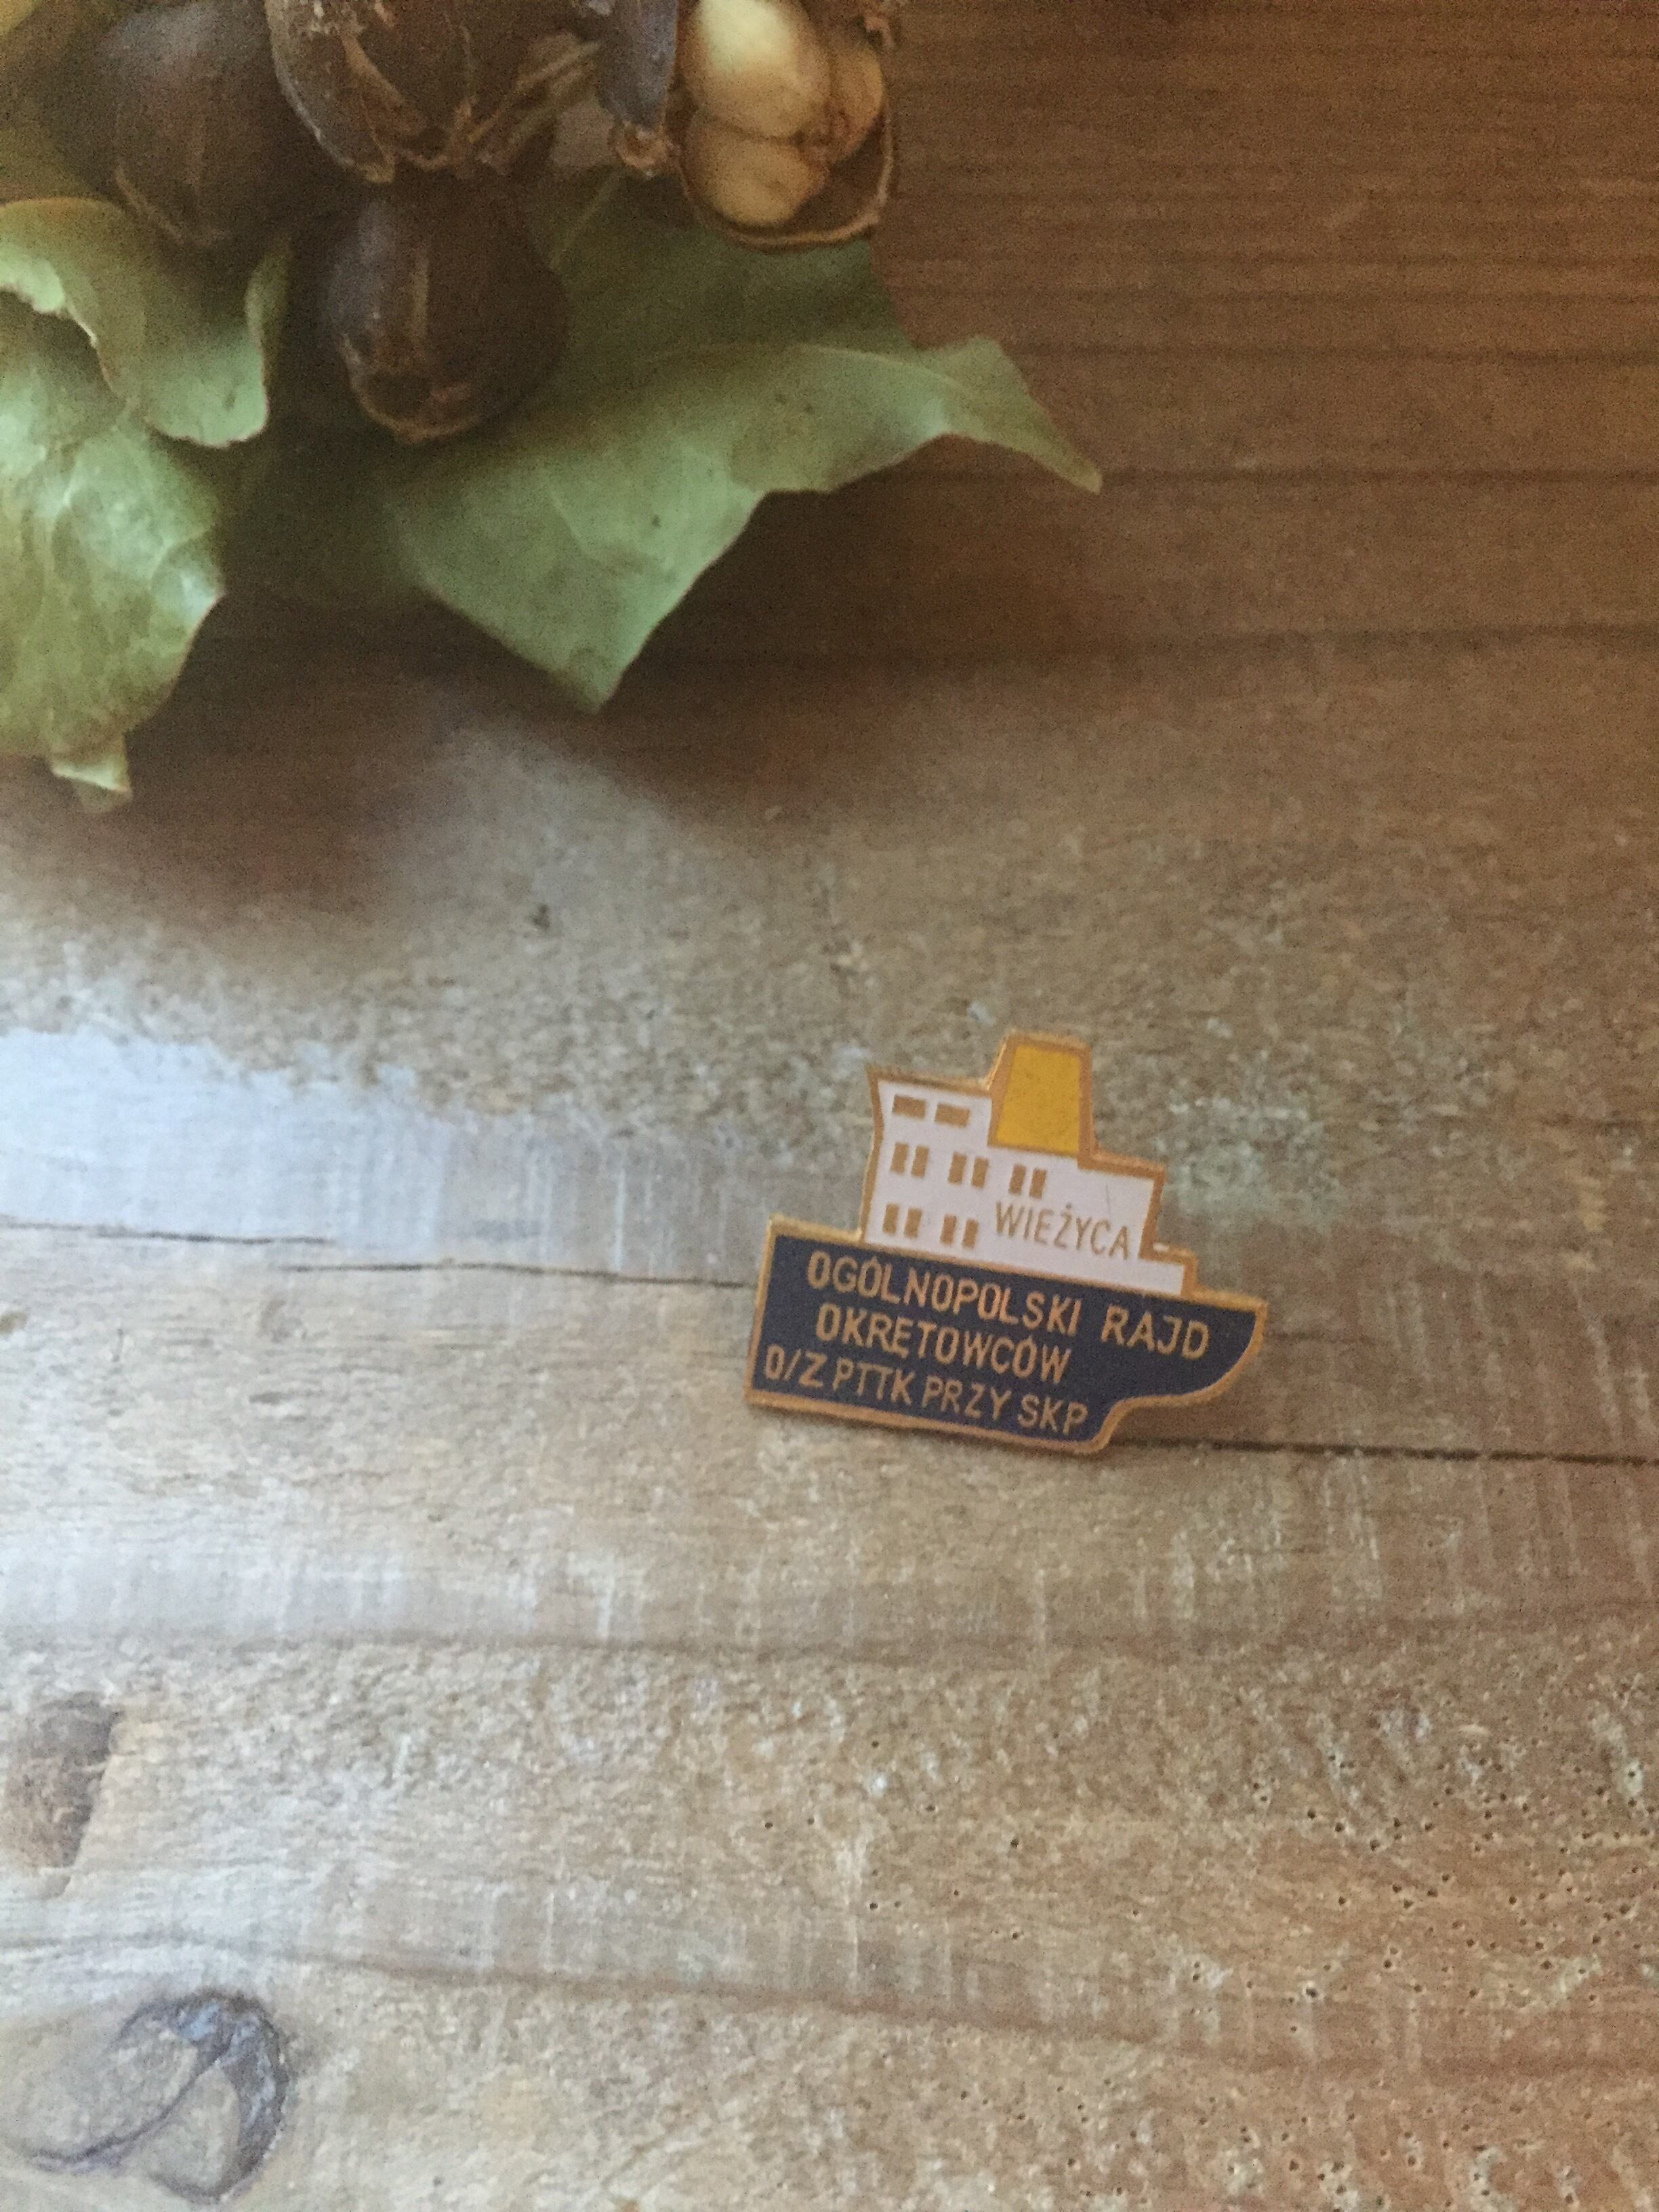 WIEŻYCA
OGÓLNOPOLSKI RAJD
OKRĘTOWCÓW
O/Z PTTK PRZY SKP